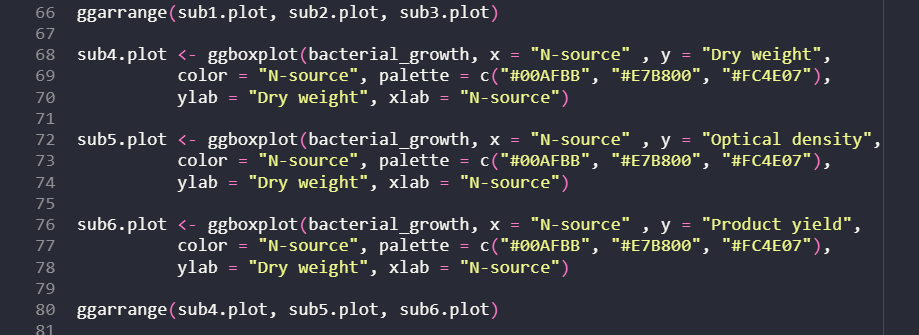 66 ggarrange(sub1.plot, sub2.plot, sub3.plot)
67
68 sub4.plot <- ggboxplot(bacterial_growth, x = "N-source" , y = "Dry weight",
69 color = "N-source", palette = c("#00AFBB", "#E7B800", "#FC4E07"),
70 ylab = "Dry weight", xlab = "N-source")
71
72 sub5.plot <- ggboxplot(bacterial_growth, x = "N-source" , y = "Optical density",
73 color = "N-source", palette = c("#00AFBB", "#E7B800", "#FC4E07"),
74 ylab = "Dry weight", xlab = "N-source")
75
76 sub6.plot <- ggboxplot(bacterial_growth, x = "N-source" , y = "Product yield",
77 color = "N-source", palette = c("#00AFBB", "#E7B800", "#FC4E07"),
78 ylab = "Dry weight", xlab = "N-source")
79
80 ggarrange(sub4.plot, sub5.plot, sub6.plot)
81